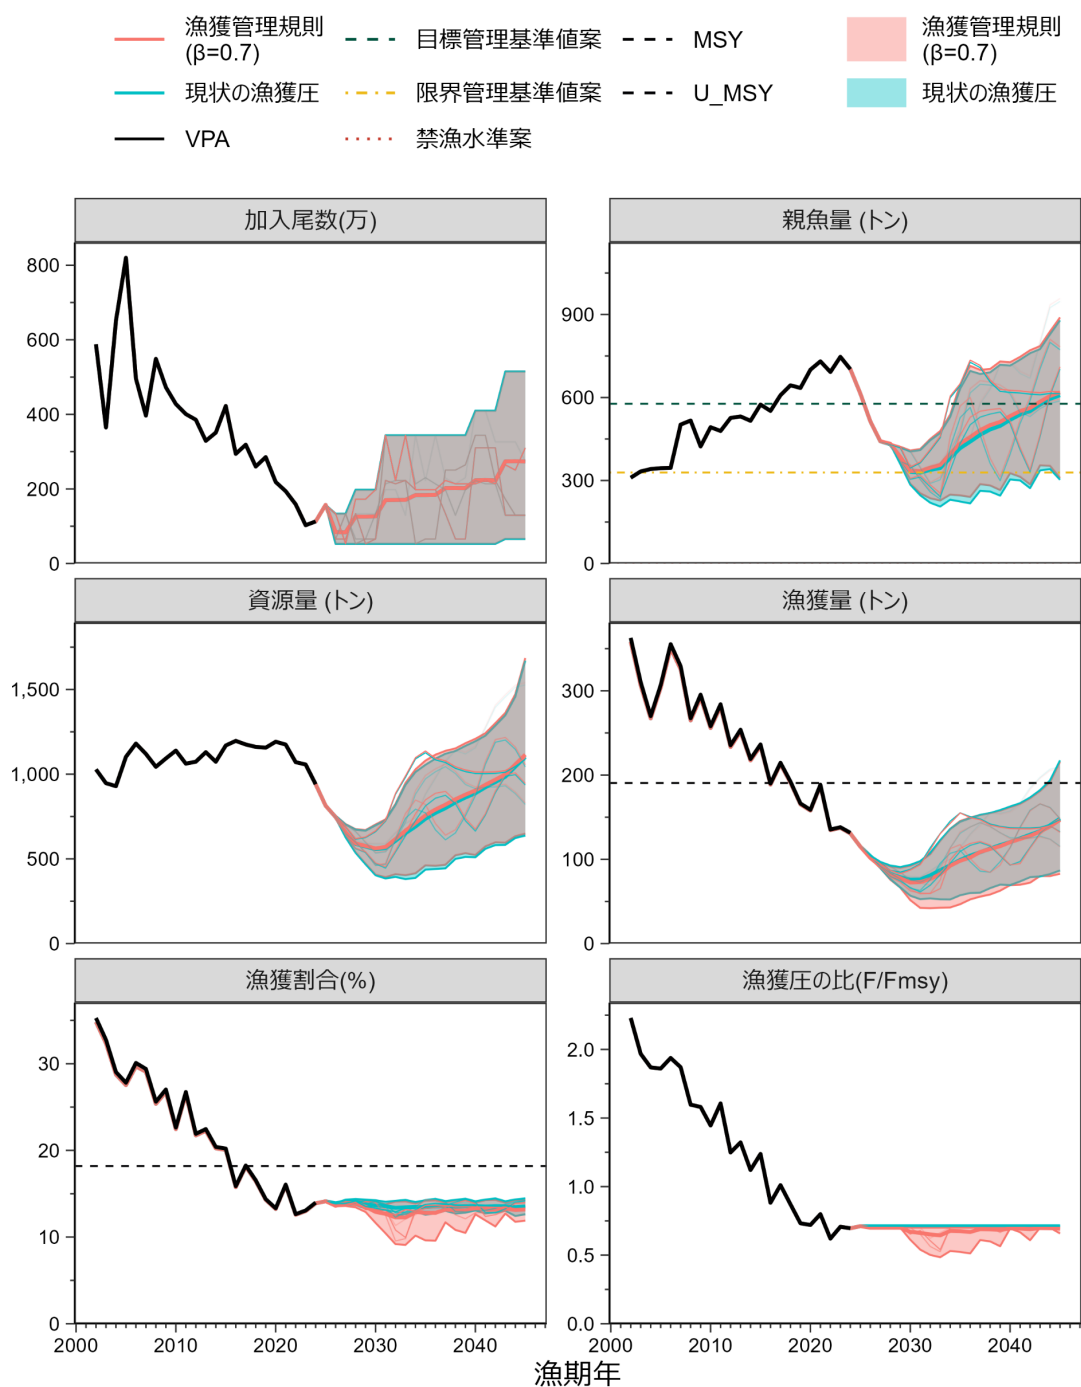 漁獲管理規則
(β=0.7)
目標管理基準値案
MSY
漁獲管理規則
(β=0.7)
現状の漁獲圧
限界管理基準値案
U_MSY
現状の漁獲圧
VPA
禁漁水準案
加入尾数(万)
親魚量 (トン)
800
600
400
200
0
900
600
300
0
資源量 (トン)
漁獲量 (トン)
1,500
1,000
500
0
300
200
100
0
漁獲割合(%)
漁獲圧の比(F/Fmsy)
30
20
10
0
2.0
1.5
1.0
0.5
0.0
2000 2010 2020 2030 2040
2000 2010 2020 2030 2040
漁期年